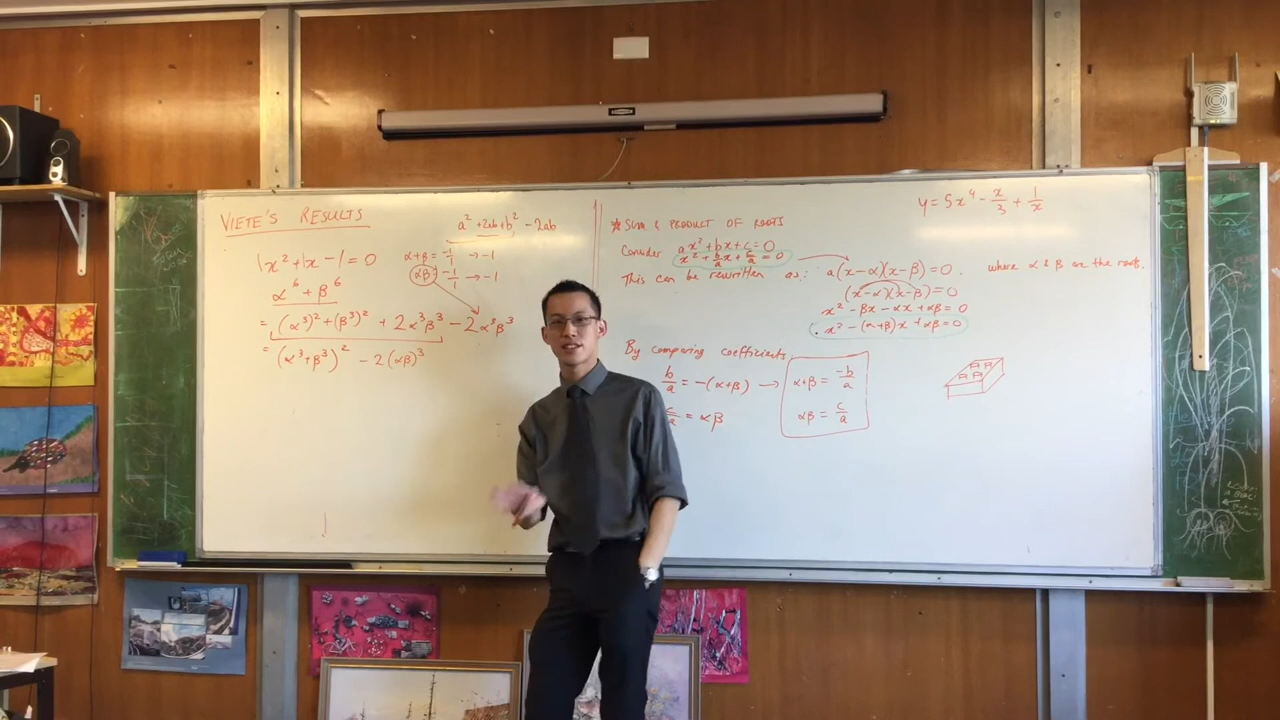 VIETE'S RESULTS
a² + 2ab + b² - 2ab
1x² + 1x - 1 = 0
α+β = -1/1 → -1
αβ = -1/1 → -1
α⁶ + β⁶
= (α³)² + (β³)² + 2α³β³ - 2α³β³
= (α³+β³)² - 2(αβ)³
* SUM & PRODUCT OF ROOTS
Consider ax² + bx + c = 0
x² + b/a x + c/a = 0
This can be rewritten as: a(x-α)(x-β) = 0. where α & β are the roots.
(x-α)(x-β) = 0
x² - βx - αx + αβ = 0
x² - (α+β)x + αβ = 0
By comparing coefficients,
b/a = -(α+β) → α+β = -b/a
c/a = αβ
αβ = c/a
y = 5x⁴ - x/3 + 1/x